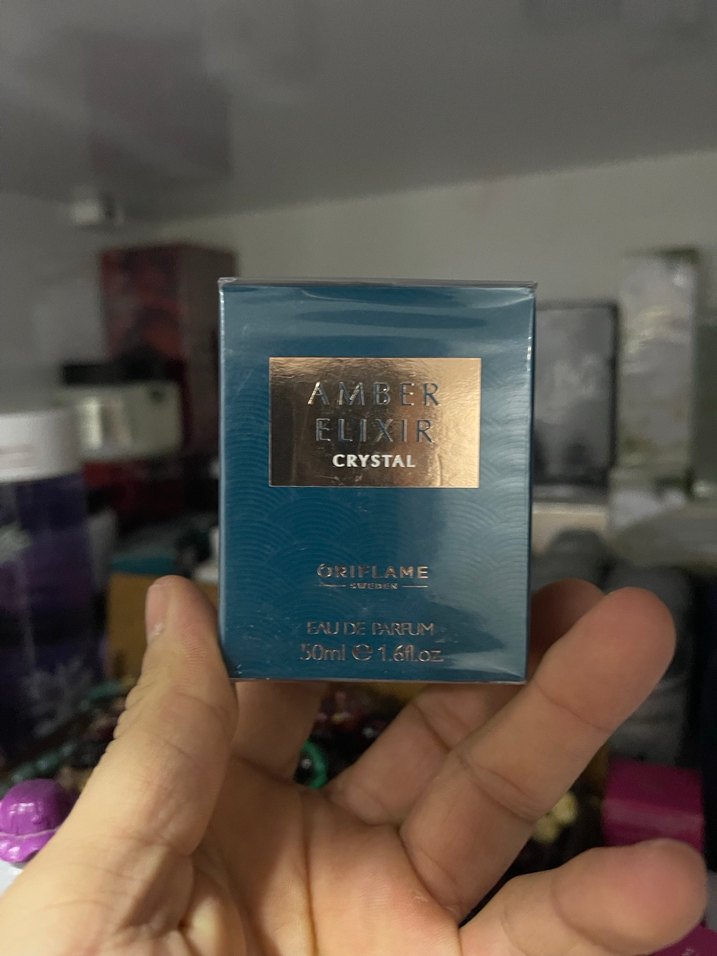 AMBER
ELIXIR
CRYSTAL
ORIFLAME
SWEDEN
EAU DE PARFUM
50ml ℮ 1.6fl.oz